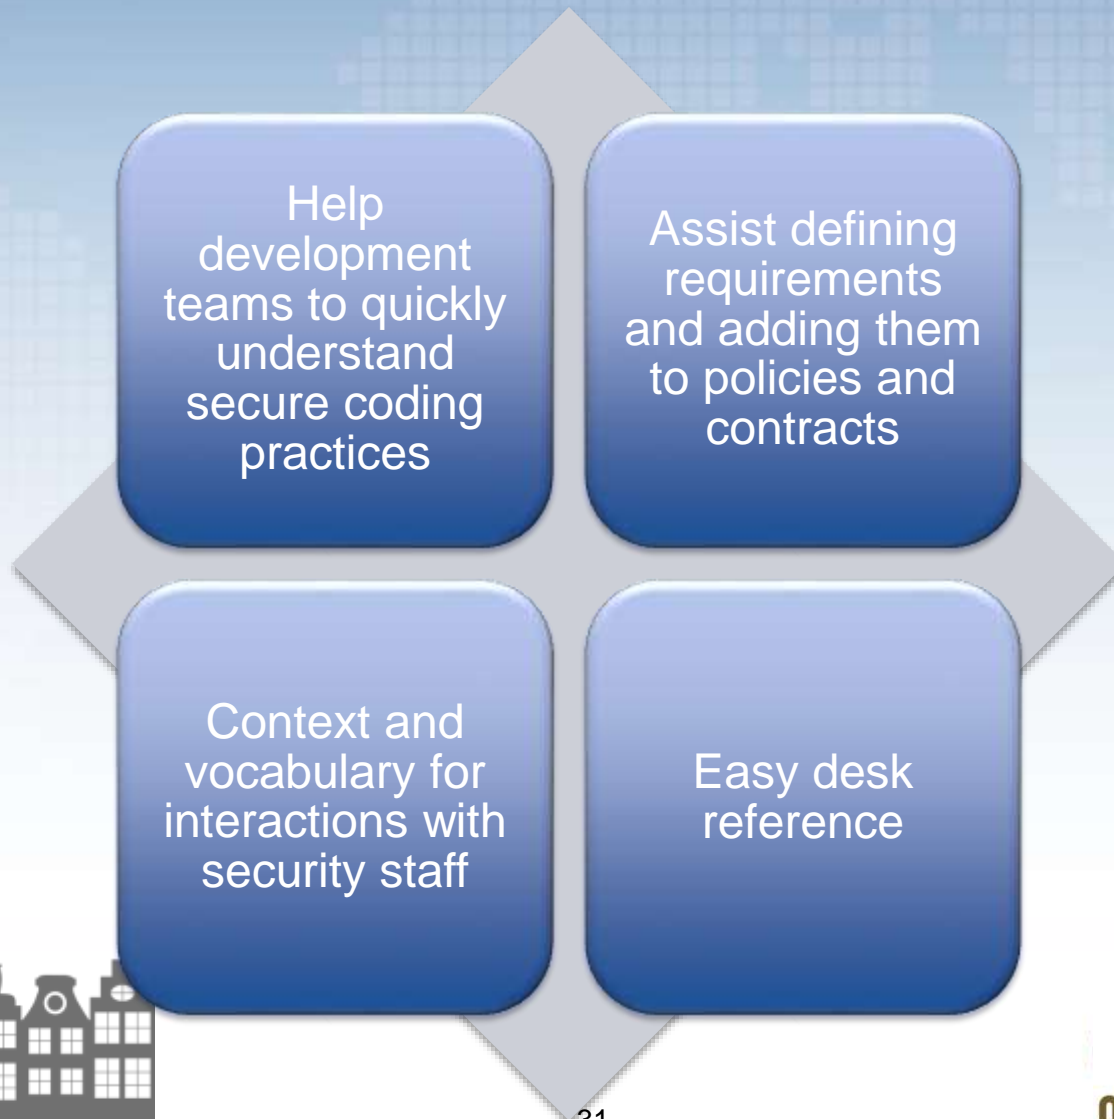 Help
development
teams to quickly
understand
secure coding
practices
Assist defining
requirements
and adding them
to policies and
contracts
Context and
vocabulary for
interactions with
security staff
Easy desk
reference
31